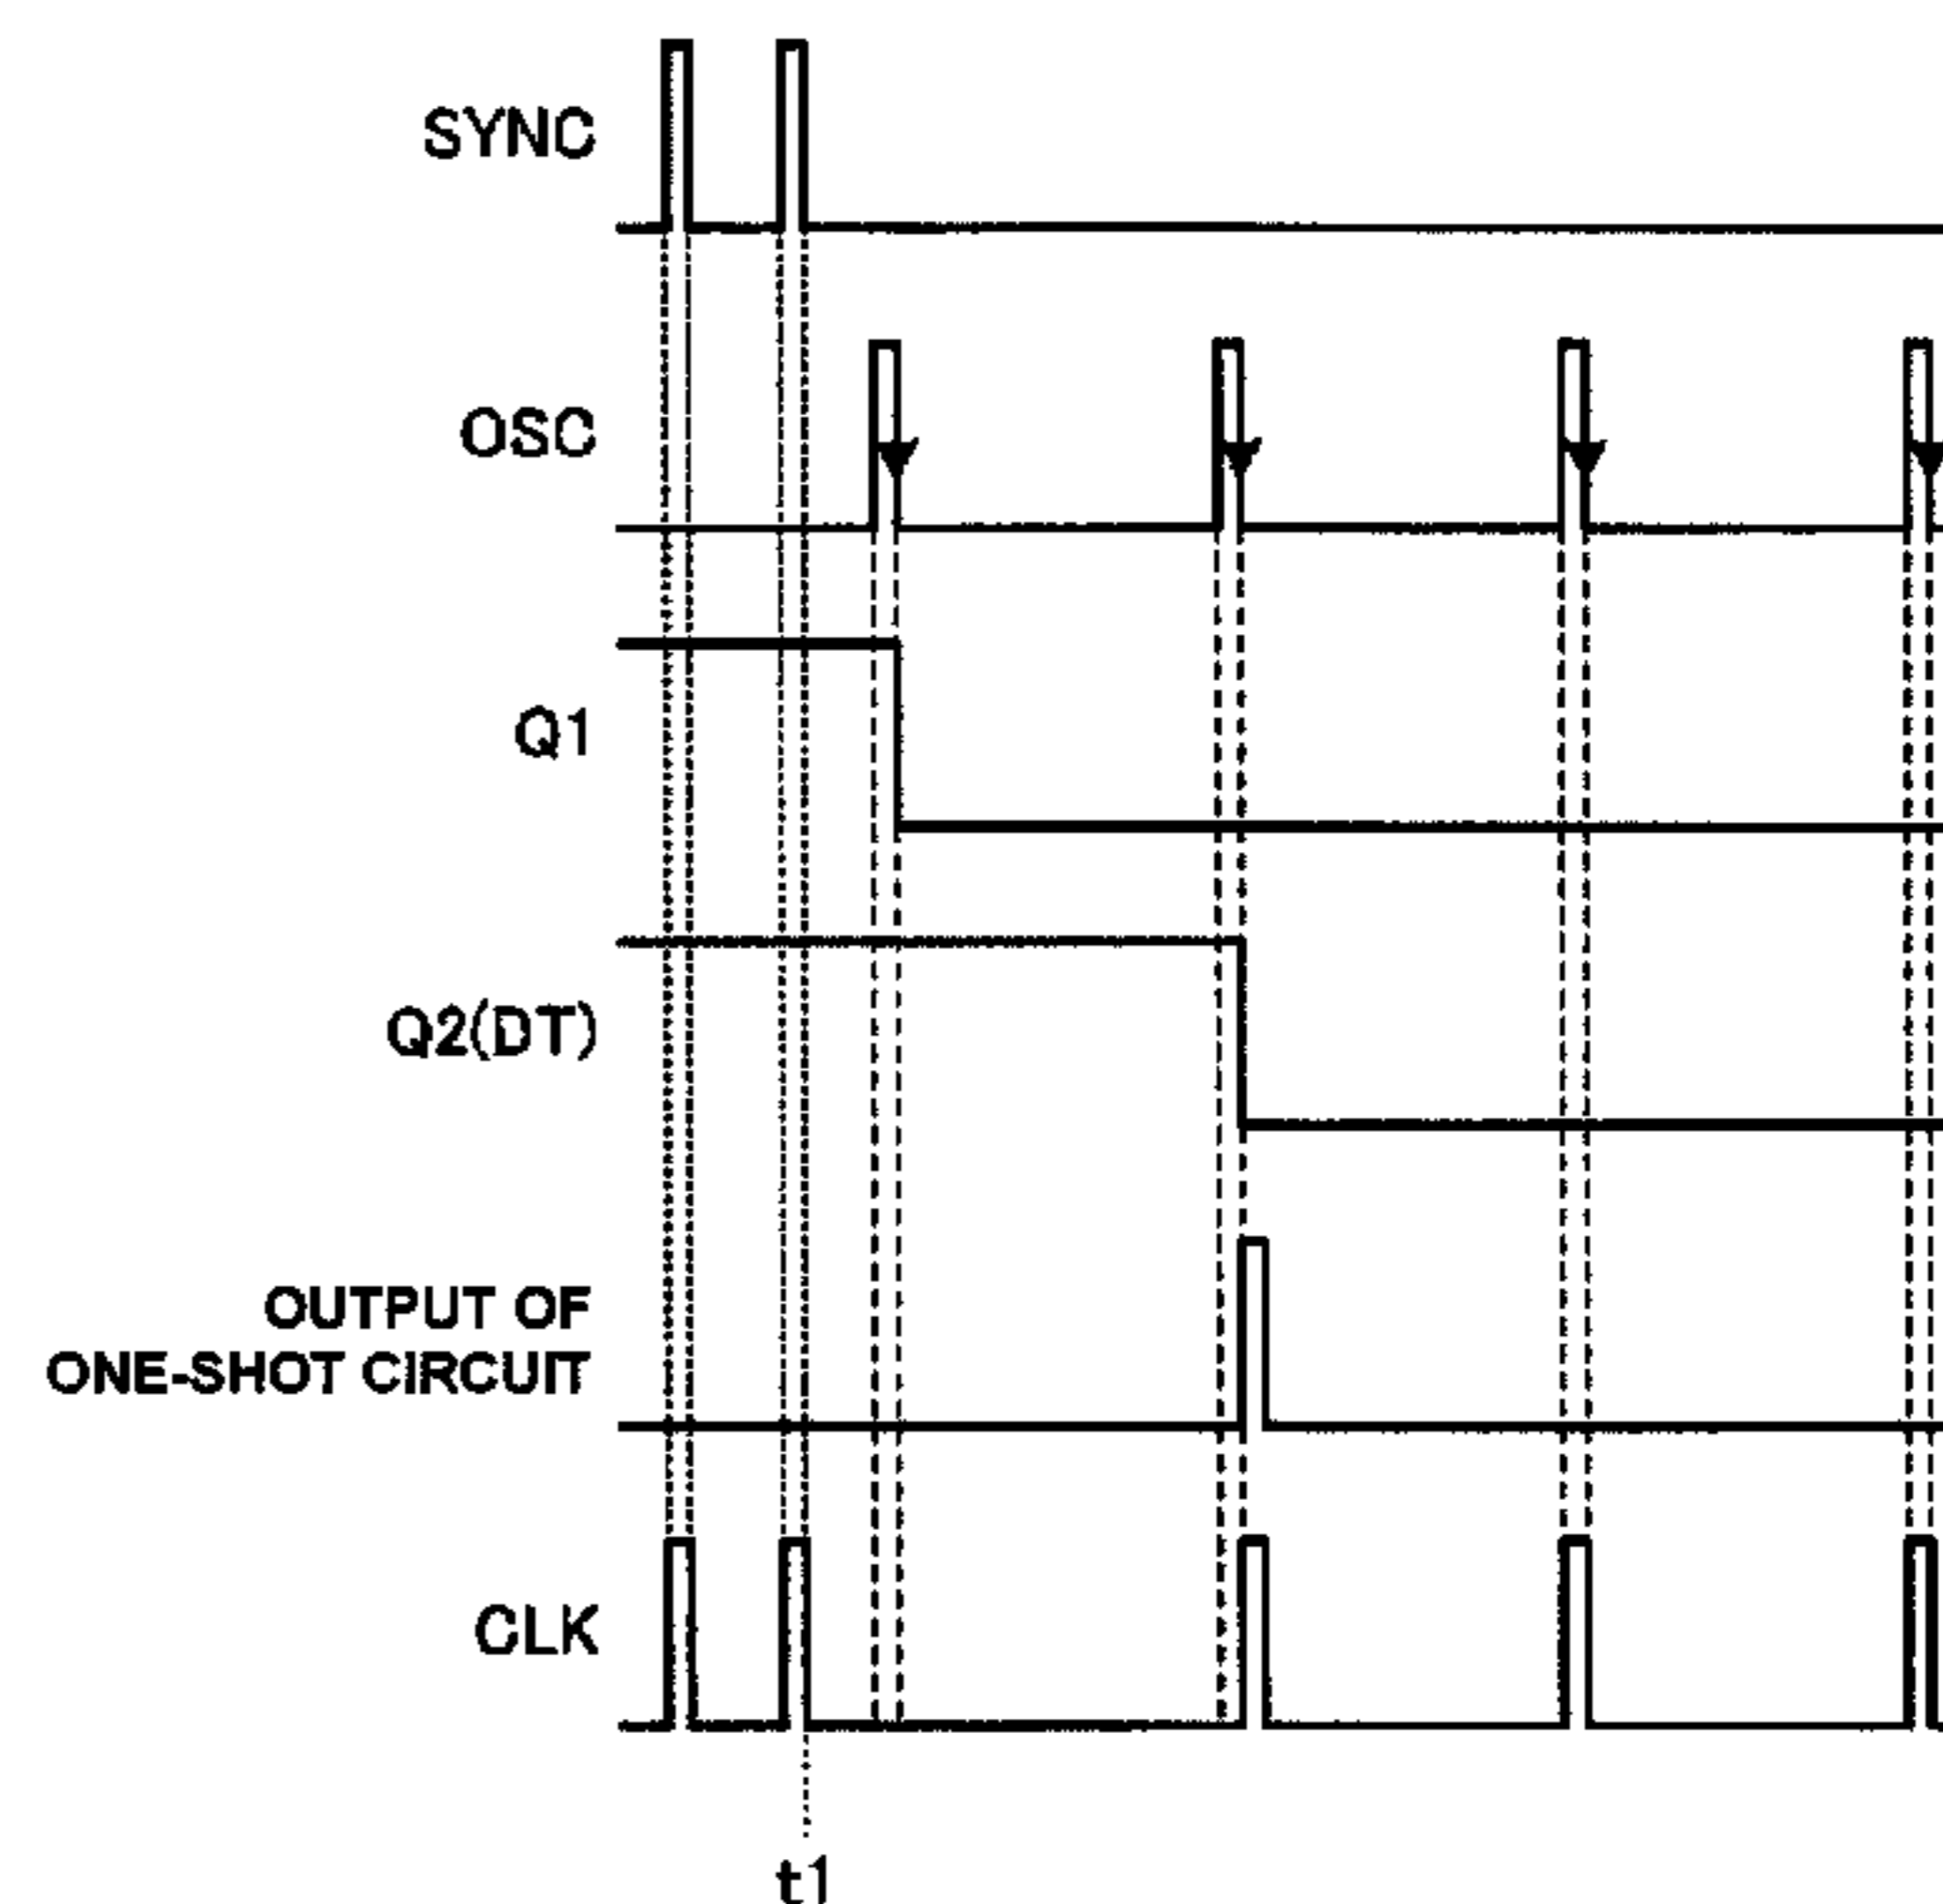 SYNC
OSC
Q1
Q2(DT)
OUTPUT OF
ONE-SHOT CIRCUIT
CLK
t1